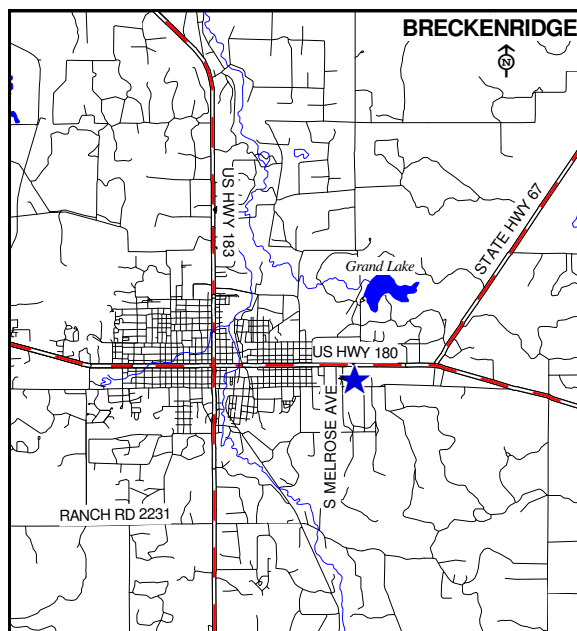 BRECKENRIDGE
N
US HWY 183
STATE HWY 67
Grand Lake
US HWY 180
S MELROSE AVE
RANCH RD 2231